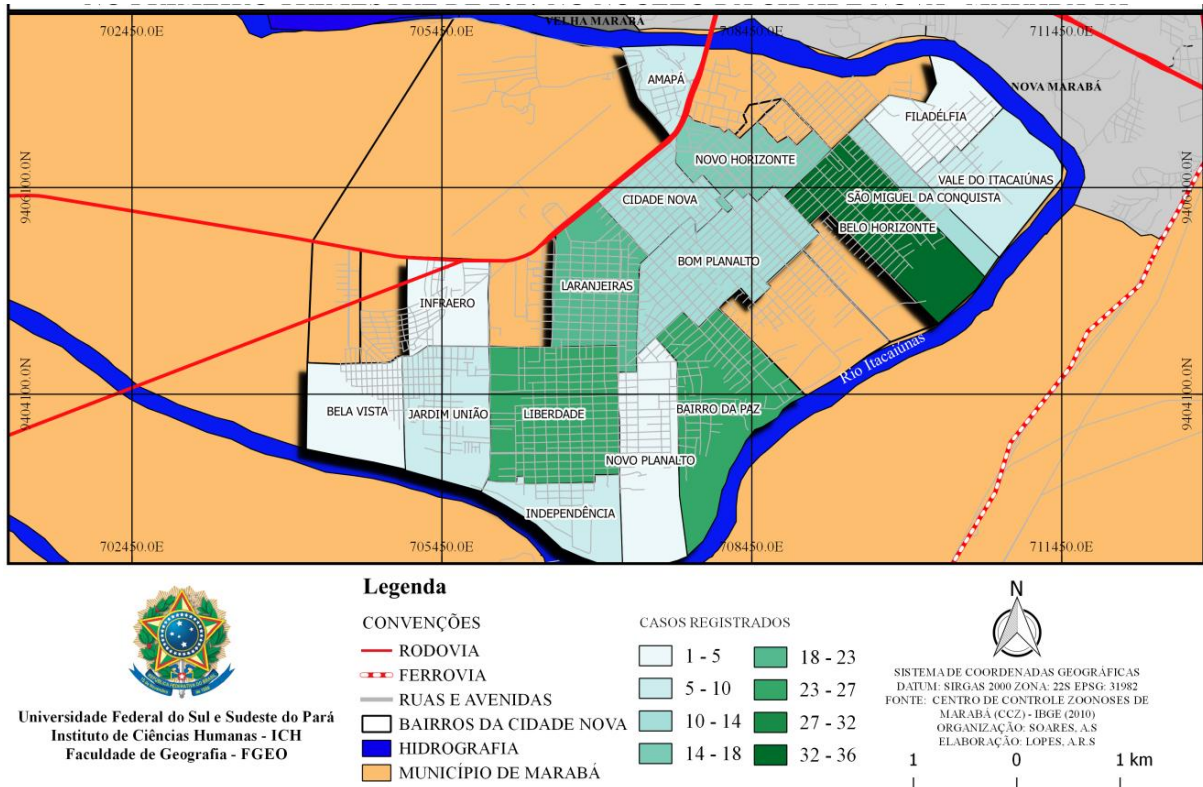 VELHA MARABÁ
702450.0E 705450.0E 708450.0E 711450.0E
AMAPÁ
NOVA MARABÁ
FILADÉLFIA
NOVO HORIZONTE
9406100.0N
VALE DO ITACAIÚNAS
9406100.0N
CIDADE NOVA
SÃO MIGUEL DA CONQUISTA
BELO HORIZONTE
BOM PLANALTO
LARANJEIRAS
INFRAERO
Rio Itacaiúnas
9404100.0N
BELA VISTA
JARDIM UNIÃO
LIBERDADE
BAIRRO DA PAZ
9404100.0N
NOVO PLANALTO
INDEPENDÊNCIA
702450.0E 705450.0E 708450.0E 711450.0E
Universidade Federal do Sul e Sudeste do Pará
Instituto de Ciências Humanas - ICH
Faculdade de Geografia - FGEO
Legenda
CONVENÇÕES
RODOVIA
FERROVIA
RUAS E AVENIDAS
BAIRROS DA CIDADE NOVA
HIDROGRAFIA
MUNICÍPIO DE MARABÁ
CASOS REGISTRADOS
1 - 5
5 - 10
10 - 14
14 - 18
18 - 23
23 - 27
27 - 32
32 - 36
N
SISTEMA DE COORDENADAS GEOGRÁFICAS
DATUM: SIRGAS 2000 ZONA: 22S EPSG: 31982
FONTE: CENTRO DE CONTROLE ZOONOSES DE
MARABÁ (CCZ) - IBGE (2010)
ORGANIZAÇÃO: SOARES, A.S
ELABORAÇÃO: LOPES, A.R.S
1 0 1 km